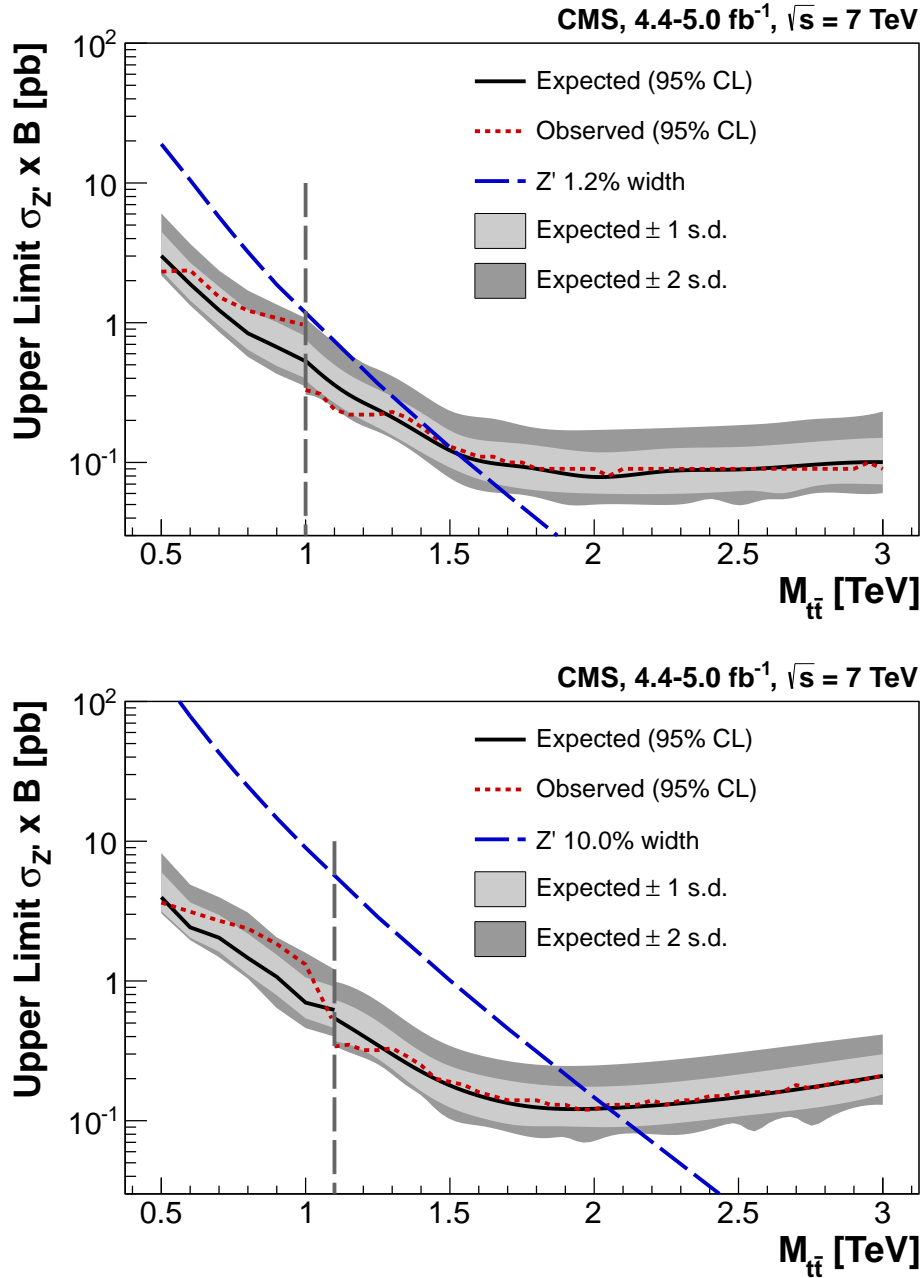 CMS, 4.4-5.0 fb⁻¹, √s = 7 TeV
Upper Limit σ_Z' x B [pb]
10²
10
1
10⁻¹
Expected (95% CL)
Observed (95% CL)
Z' 1.2% width
Expected ± 1 s.d.
Expected ± 2 s.d.
0.5 1 1.5 2 2.5 3
M_tt̄ [TeV]
CMS, 4.4-5.0 fb⁻¹, √s = 7 TeV
Upper Limit σ_Z' x B [pb]
10²
10
1
10⁻¹
Expected (95% CL)
Observed (95% CL)
Z' 10.0% width
Expected ± 1 s.d.
Expected ± 2 s.d.
0.5 1 1.5 2 2.5 3
M_tt̄ [TeV]